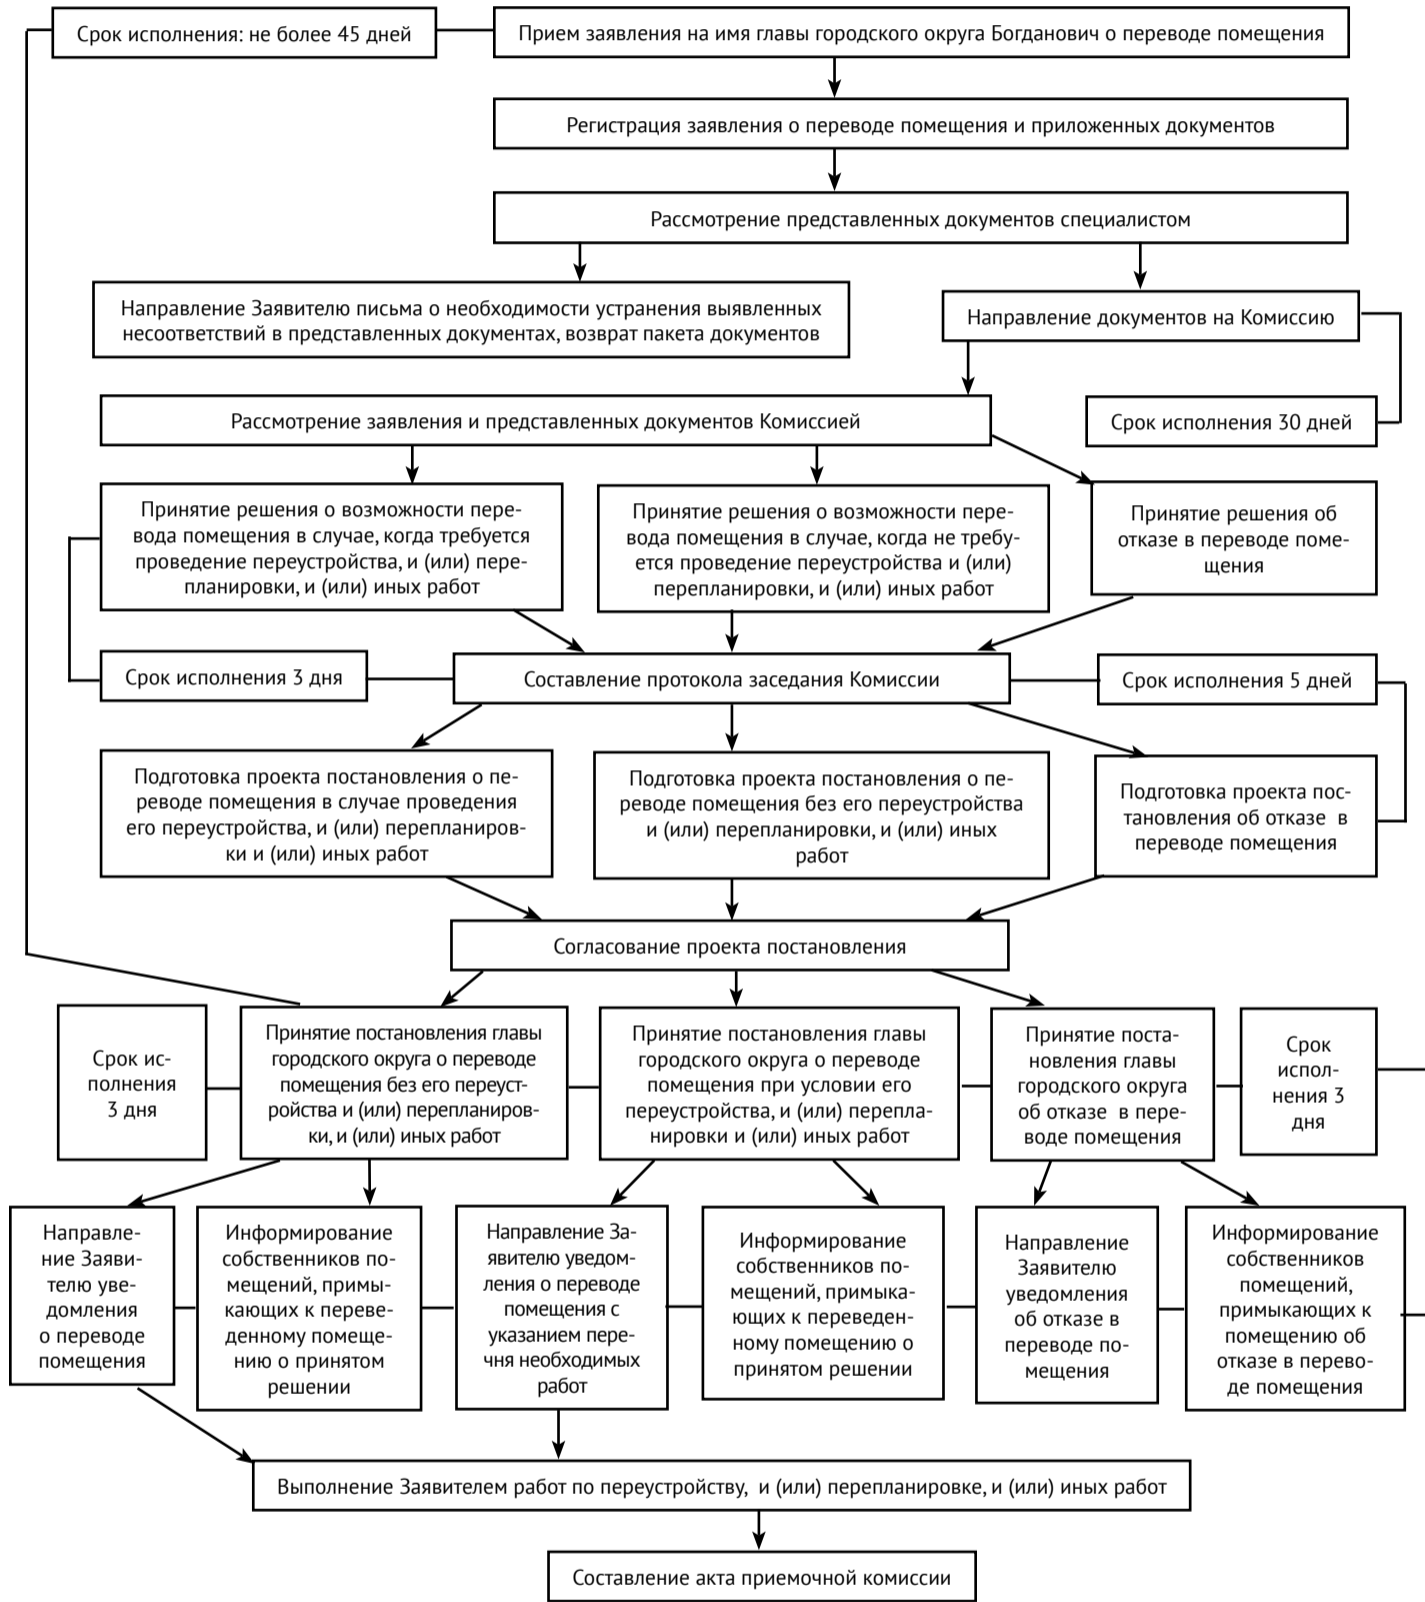 Срок исполнения: не более 45 дней
Прием заявления на имя главы городского округа Богданович о переводе помещения
Регистрация заявления о переводе помещения и приложенных документов
Рассмотрение представленных документов специалистом
Направление Заявителю письма о необходимости устранения выявленных
несоответствий в представленных документах, возврат пакета документов
Направление документов на Комиссию
Рассмотрение заявления и представленных документов Комиссией
Срок исполнения 30 дней
Принятие решения о возможности пере-
вода помещения в случае, когда требуется
проведение переустройства, и (или) пере-
планировки, и (или) иных работ
Принятие решения о возможности пере-
вода помещения в случае, когда не требу-
ется проведение переустройства и (или)
перепланировки, и (или) иных работ
Принятие решения об
отказе в переводе поме-
щения
Срок исполнения 3 дня
Составление протокола заседания Комиссии
Срок исполнения 5 дней
Подготовка проекта постановления о пе-
реводе помещения в случае проведения
его переустройства, и (или) перепланиров-
ки и (или) иных работ
Подготовка проекта постановления о пе-
реводе помещения без его переустройства
и (или) перепланировки, и (или) иных
работ
Подготовка проекта пос-
тановления об отказе  в
переводе помещения
Согласование проекта постановления
Срок ис-
полнения
3 дня
Принятие постановления главы
городского округа о переводе
помещения без его переуст-
ройства и (или) перепланиров-
ки, и (или) иных работ
Принятие постановления главы
городского округа о переводе
помещения при условии его
переустройства, и (или) перепла-
нировки и (или) иных работ
Принятие поста-
новления главы
городского округа
об отказе  в пере-
воде помещения
Срок
испол-
нения 3
дня
Направле-
ние Заяви-
телю уве-
домления
о переводе
помещения
Информирование
собственников по-
мещений, примы-
кающих к переве-
денному помеще-
нию о принятом
решении
Направление За-
явителю уведом-
ления о переводе
помещения с
указанием переч-
ня необходимых
работ
Информирование
собственников по-
мещений, примыка-
ющих к переведен-
ному помещению о
принятом решении
Направление
Заявителю
уведомления
об отказе в
переводе по-
мещения
Информирование
собственников
помещений,
примыкающих к
помещению об
отказе в перево-
де помещения
Выполнение Заявителем работ по переустройству,  и (или) перепланировке, и (или) иных работ
Составление акта приемочной комиссии